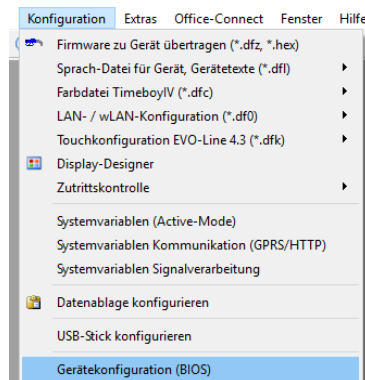 Konfiguration Extras Office-Connect Fenster Hilfe
Firmware zu Gerät übertragen (*.dfz, *.hex)
Sprach-Datei für Gerät, Gerätetexte (*.dfl)
Farbdatei TimeboyIV (*.dfc)
LAN- / wLAN-Konfiguration (*.df0)
Touchkonfiguration EVO-Line 4.3 (*.dfk)
Display-Designer
Zutrittskontrolle
Systemvariablen (Active-Mode)
Systemvariablen Kommunikation (GPRS/HTTP)
Systemvariablen Signalverarbeitung
Datenablage konfigurieren
USB-Stick konfigurieren
Gerätekonfiguration (BIOS)